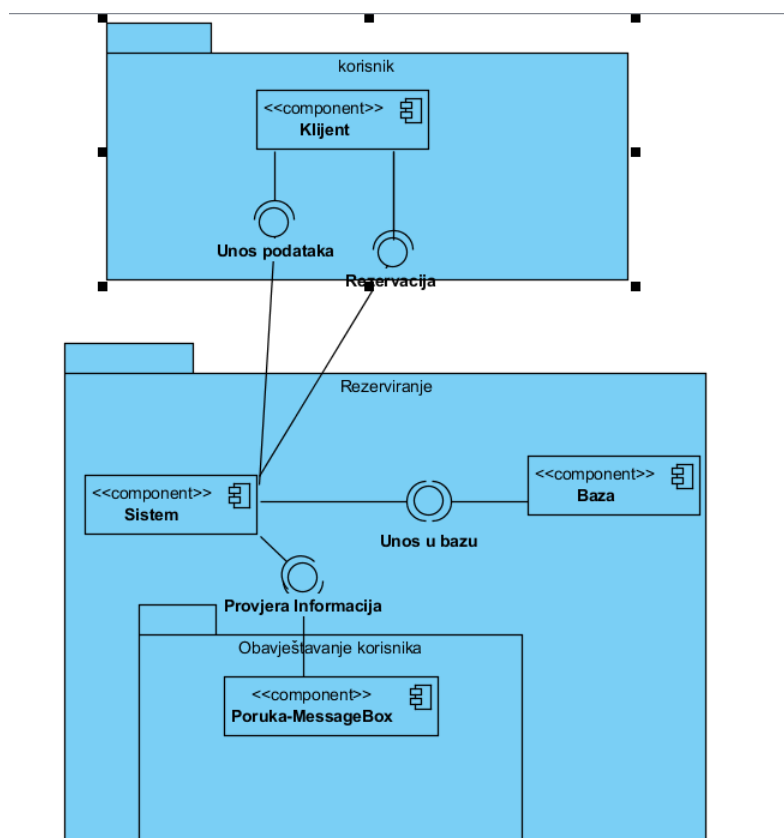 korisnik
<<component>>
Klijent
Unos podataka
Rezervacija
Rezerviranje
<<component>>
Sistem
<<component>>
Baza
Unos u bazu
Provjera Informacija
Obavještavanje korisnika
<<component>>
Poruka-MessageBox